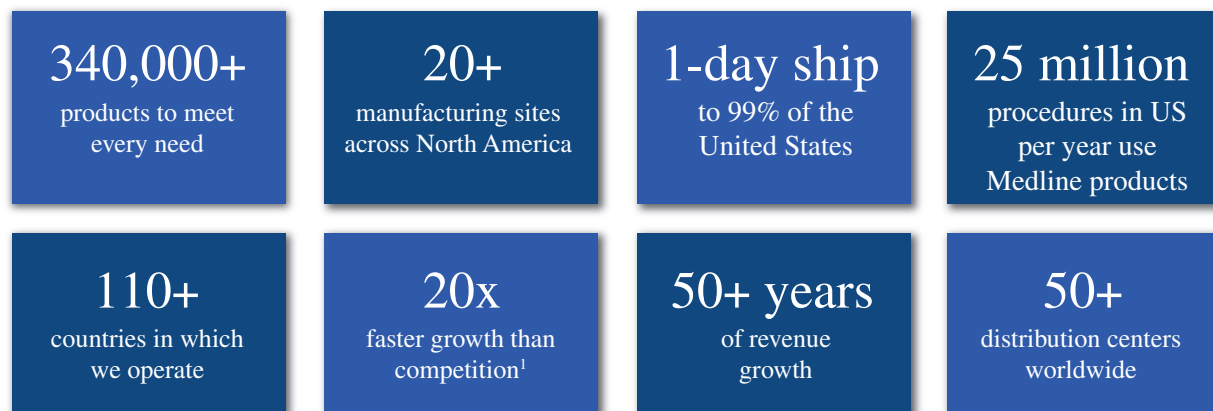 340,000+
products to meet
every need
20+
manufacturing sites
across North America
1-day ship
to 99% of the
United States
25 million
procedures in US
per year use
Medline products
110+
countries in which
we operate
20x
faster growth than
competition¹
50+ years
of revenue
growth
50+
distribution centers
worldwide